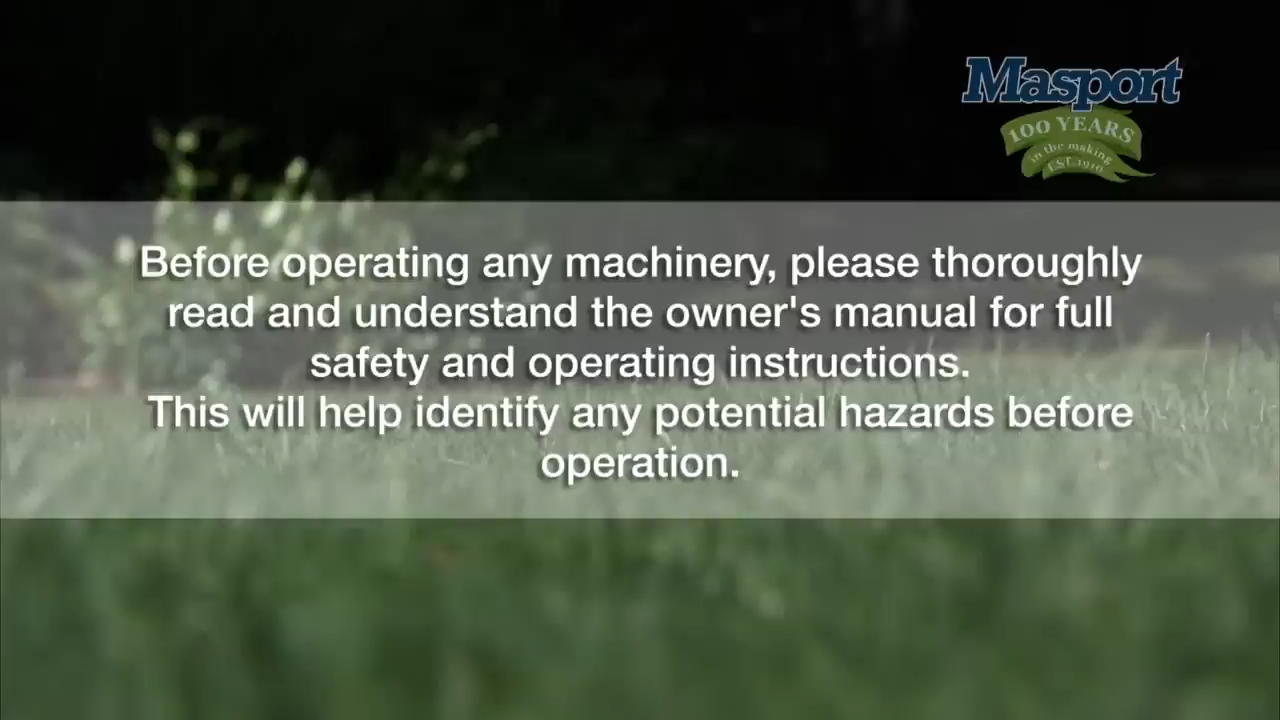 Masport
100 YEARS
in the making
EST.1910
Before operating any machinery, please thoroughly
read and understand the owner's manual for full
safety and operating instructions.
This will help identify any potential hazards before
operation.